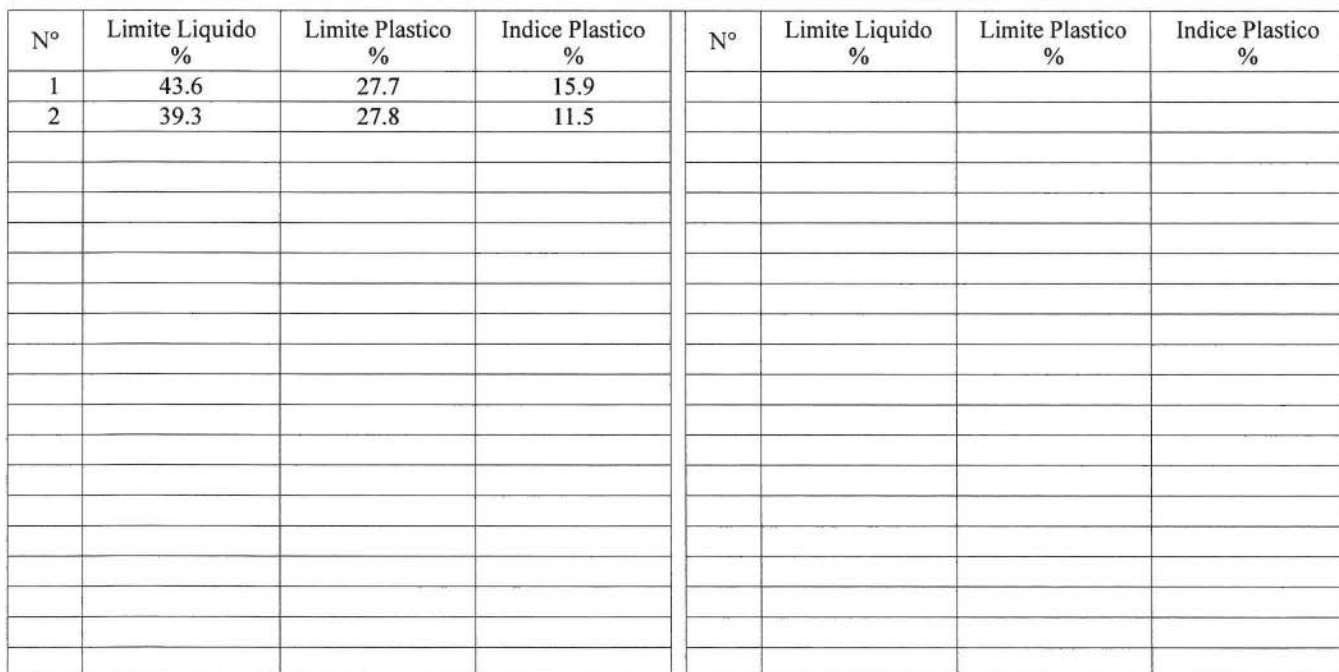 N° Limite Liquido % Limite Plastico % Indice Plastico % N° Limite Liquido % Limite Plastico % Indice Plastico %
1 43.6 27.7 15.9
2 39.3 27.8 11.5